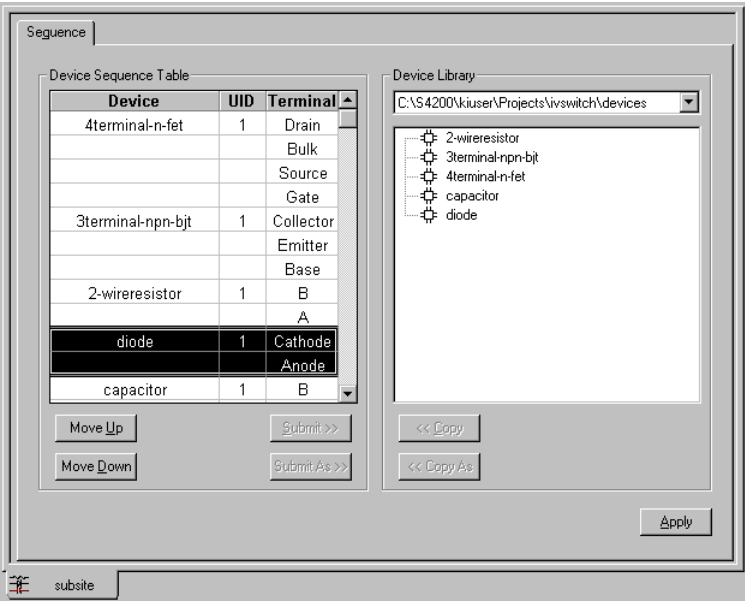 Sequence
Device Sequence Table
Device UID Terminal
4terminal-n-fet 1 Drain
Bulk
Source
Gate
3terminal-npn-bjt 1 Collector
Emitter
Base
2-wireresistor 1 B
A
diode 1 Cathode
Anode
capacitor 1 B
Move Up
Submit >>
Move Down
Submit As >>
Device Library
C:\S4200\kiuser\Projects\ivswitch\devices
2-wireresistor
3terminal-npn-bjt
4terminal-n-fet
capacitor
diode
<< Copy
<< Copy As
Apply
subsite